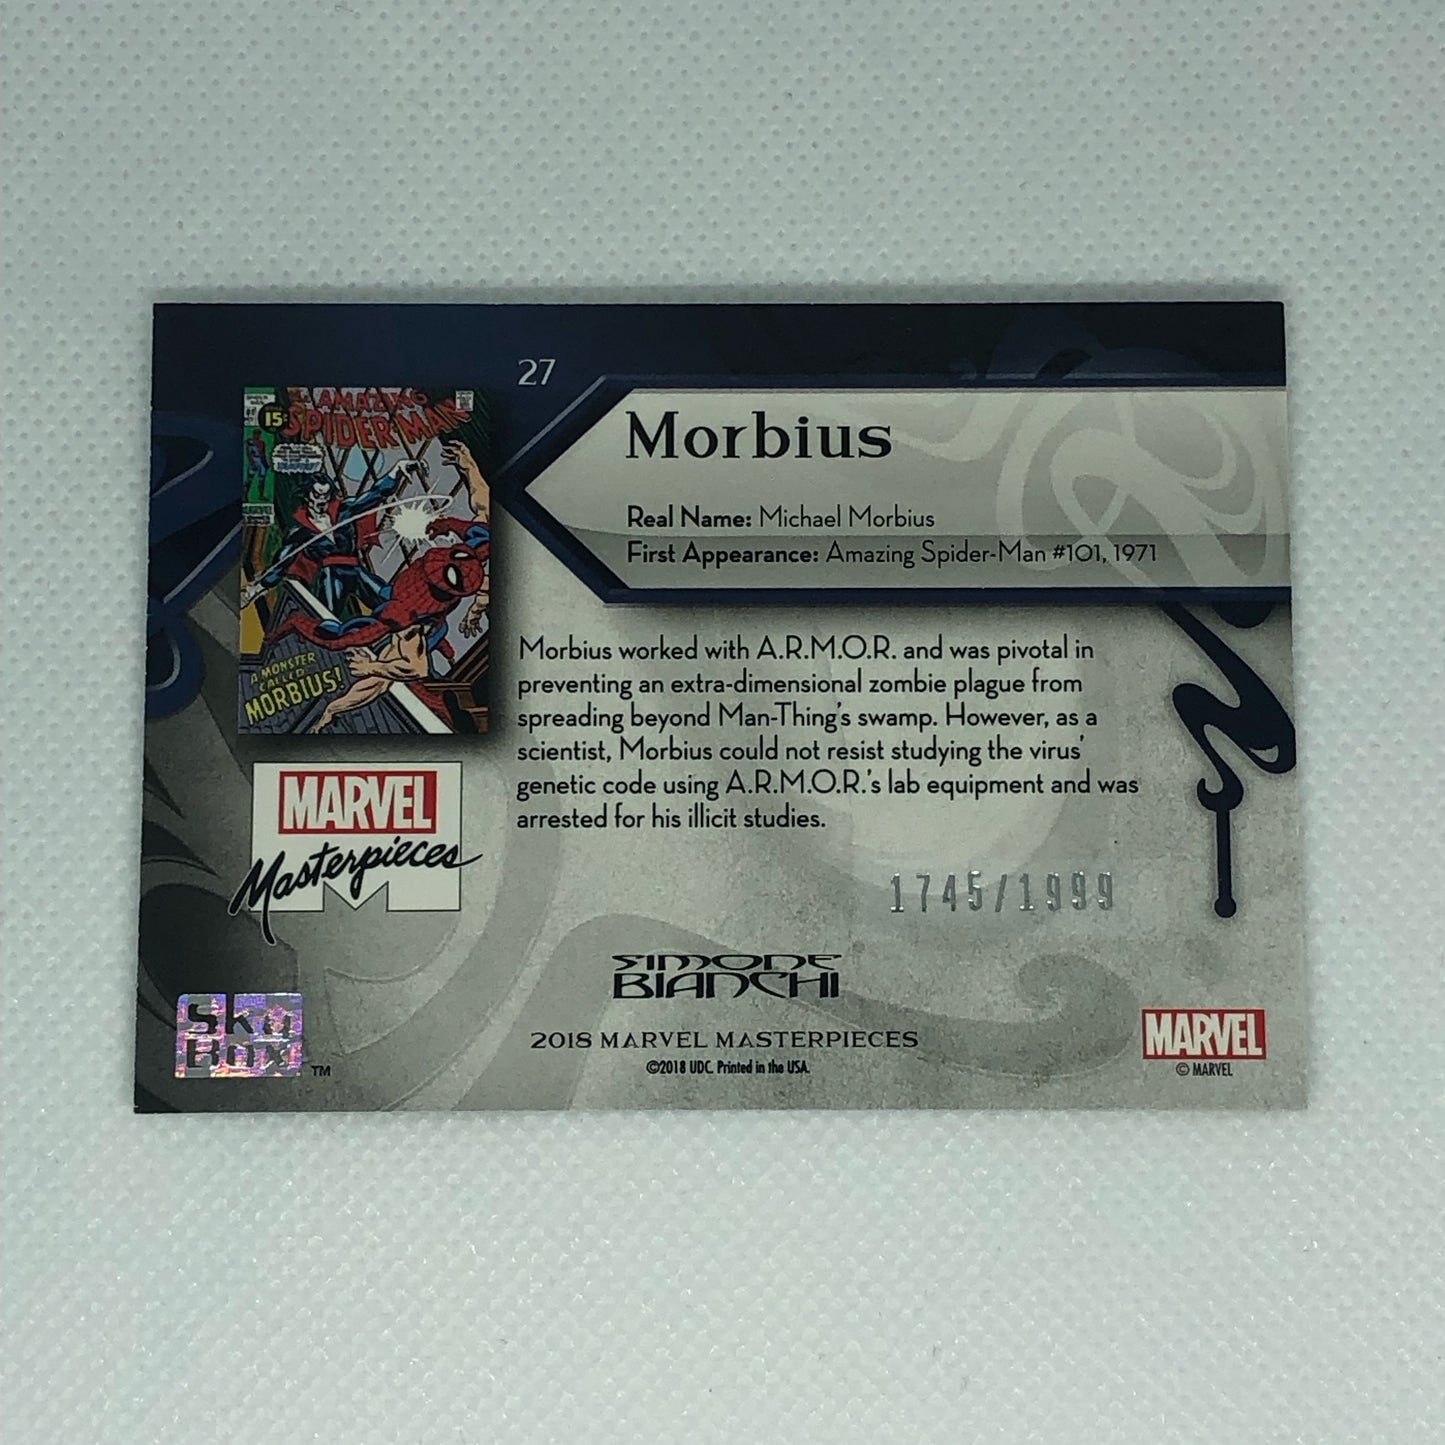 27
AMAZING
15¢ SPIDER-MAN
MARVEL
A MONSTER
CALLED...
MORBIUS!
Morbius
Real Name: Michael Morbius
First Appearance: Amazing Spider-Man #101, 1971
Morbius worked with A.R.M.O.R. and was pivotal in
preventing an extra-dimensional zombie plague from
spreading beyond Man-Thing's swamp. However, as a
scientist, Morbius could not resist studying the virus'
genetic code using A.R.M.O.R.'s lab equipment and was
arrested for his illicit studies.
MARVEL
Masterpieces
1745/1999
SIMONE
BIANCHI
SkyBox TM
2018 MARVEL MASTERPIECES
©2018 UDC. Printed in the USA.
MARVEL
© MARVEL